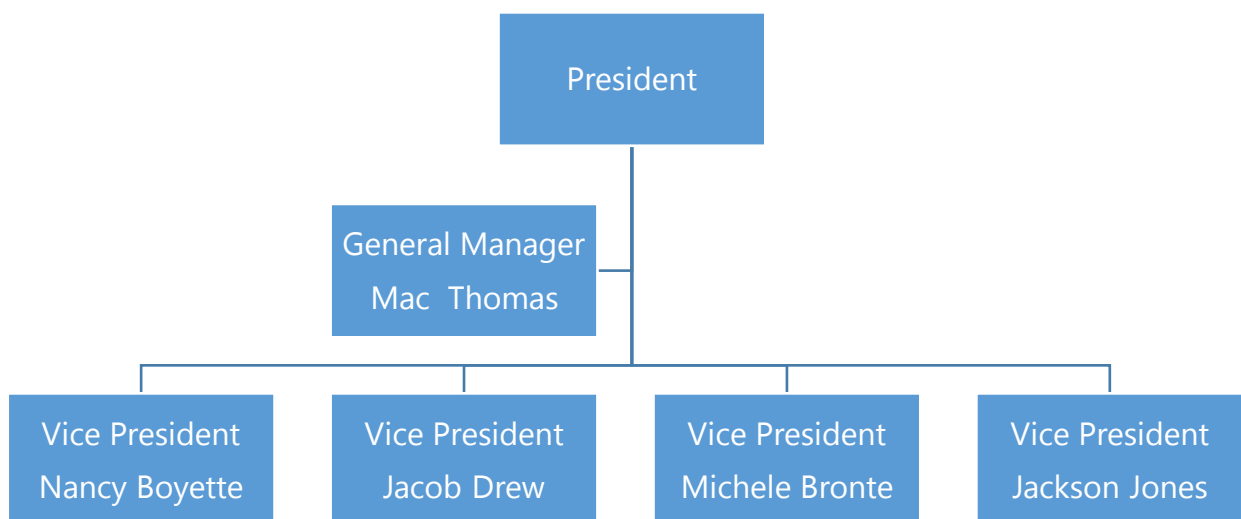 President
General Manager
Mac  Thomas
Vice President
Nancy Boyette
Vice President
Jacob Drew
Vice President
Michele Bronte
Vice President
Jackson Jones